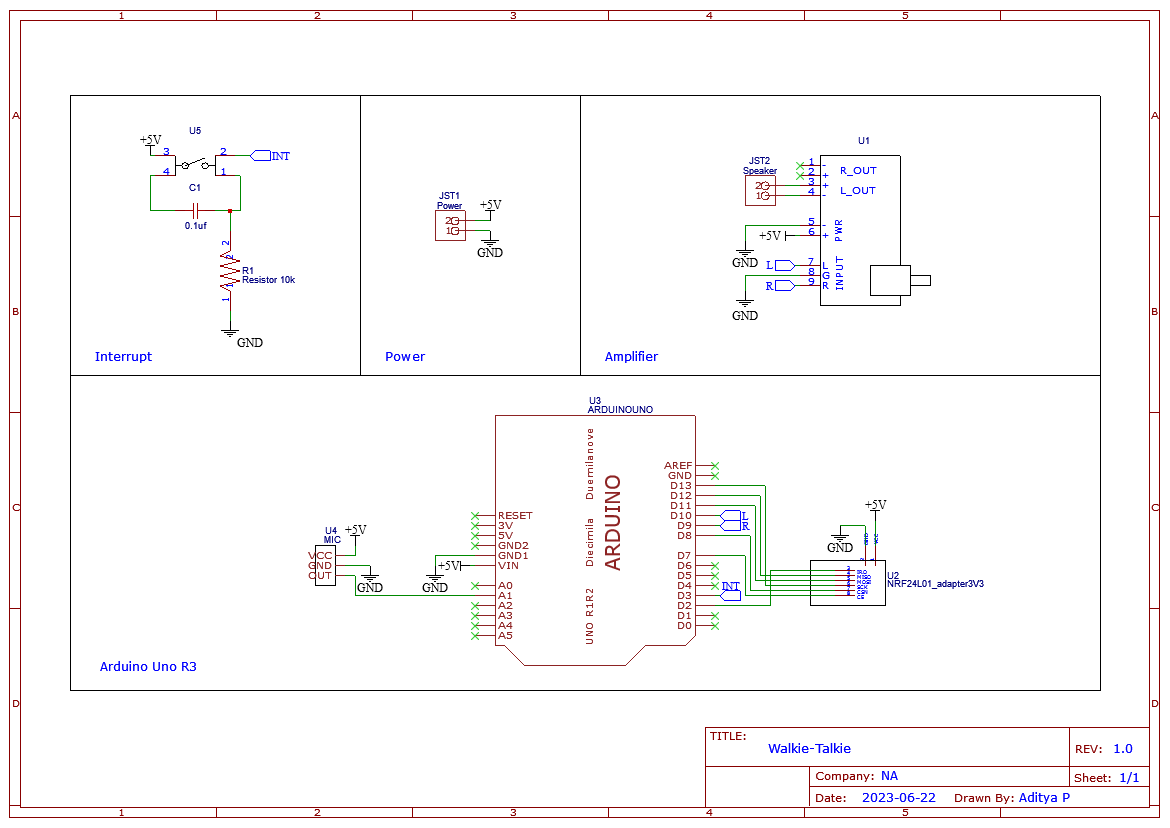 1 2 3 4 5
A A
B B
C C
D D
1 2 3 4 5
U5
+5V
3 2
4 1
INT
C1
0.1uf
2
2
R1
Resistor 10k
1
1
GND
Interrupt
JST1
Power
2
1
+5V
GND
Power
U1
JST2
Speaker
2
1
1 -
2 +
3 +
4 -
R_OUT
L_OUT
5 -
6 +
PWR
+5V
GND
L
R
7 L
8 G
9 R
INPUT
GND
Amplifier
U3
ARDUINOUNO
Duemilanove
Diecimila
UNO R1R2
ARDUINO
RESET
3V
5V
GND2
GND1
VIN
A0
A1
A2
A3
A4
A5
AREF
GND
D13
D12
D11
D10
D9
D8
D7
D6
D5
D4
D3
D2
D1
D0
L
R
INT
U4
MIC
+5V
VCC
GND
OUT
GND
+5V
GND
+5V
GND
GND
VCC
U2
NRF24L01_adapter3V3
Arduino Uno R3
TITLE:
Walkie-Talkie
REV: 1.0
Company: NA
Sheet: 1/1
Date: 2023-06-22
Drawn By: Aditya P